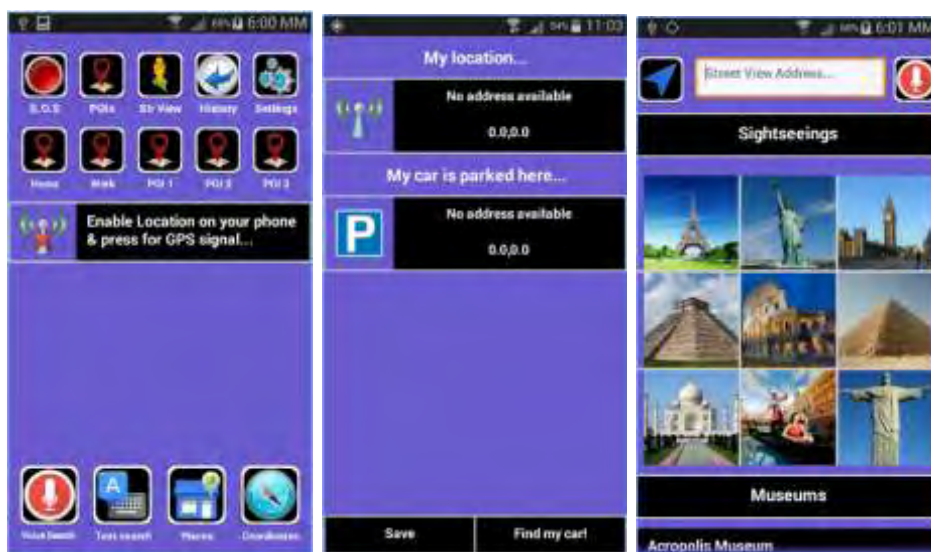 6:00 MM
S.O.S POIs Str View History Settings
Home Work POI 1 POI 2 POI 3
Enable Location on your phone
& press for GPS signal...
Voice Search Text search Places Coordinates
11:03
My location...
No address available
0.0,0.0
My car is parked here...
P
No address available
0.0,0.0
Save Find my car!
6:01 MM
Street View Address...
Sightseeings
Museums
Acropolis Museum